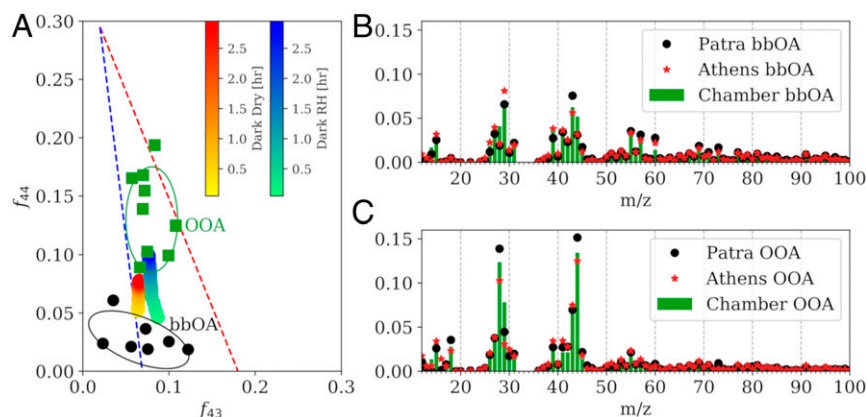 A
0.30
0.25
0.20
0.15
0.10
0.05
0.00
f44
0.0
0.1
0.2
0.3
f43
2.5
2.0
1.5
1.0
0.5
Dark Dry [hr]
2.5
2.0
1.5
1.0
0.5
Dark RH [hr]
OOA
bbOA
B
0.15
0.10
0.05
0.00
Patra bbOA
Athens bbOA
Chamber bbOA
20 30 40 50 60 70 80 90 100
m/z
C
0.15
0.10
0.05
0.00
Patra OOA
Athens OOA
Chamber OOA
20 30 40 50 60 70 80 90 100
m/z